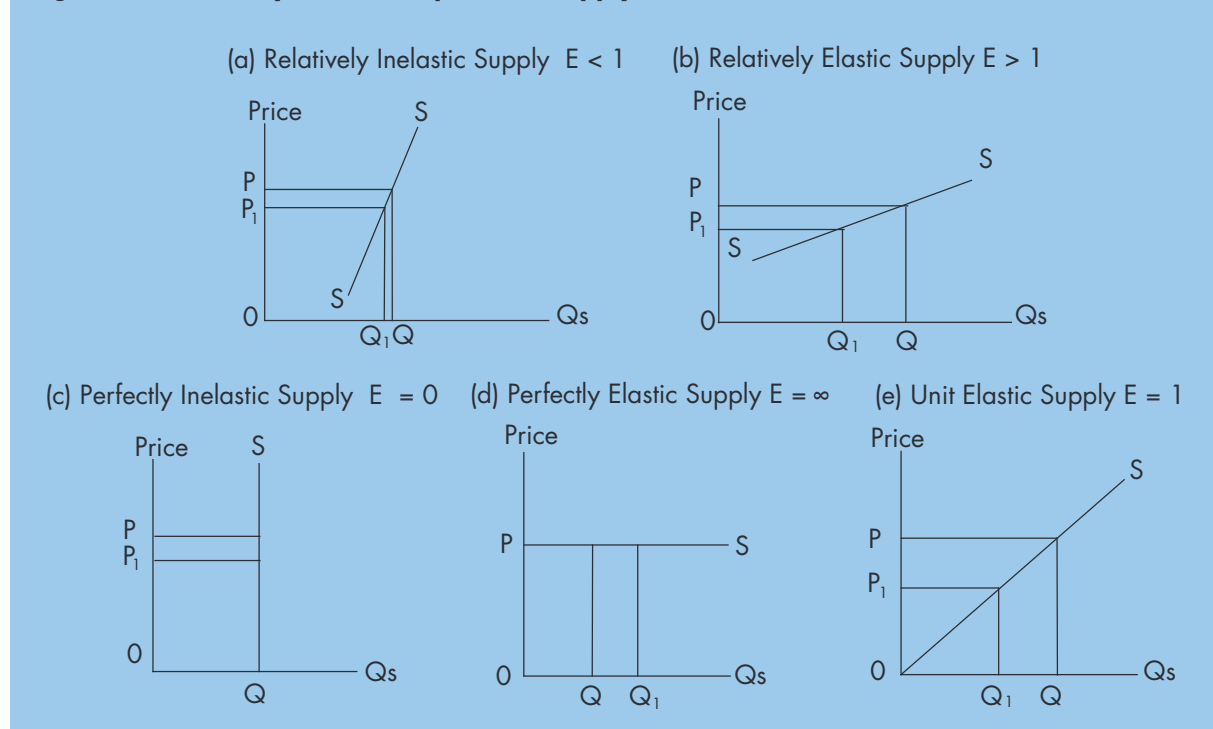 (a) Relatively Inelastic Supply E < 1
Price
S
P
P₁
S
0
Q₁ Q
Qs
(b) Relatively Elastic Supply E > 1
Price
S
P
P₁
S
0
Q₁
Q
Qs
(c) Perfectly Inelastic Supply E = 0
Price
S
P
P₁
0
Q
Qs
(d) Perfectly Elastic Supply E = ∞
Price
P
S
0
Q
Q₁
Qs
(e) Unit Elastic Supply E = 1
Price
S
P
P₁
0
Q₁
Q
Qs